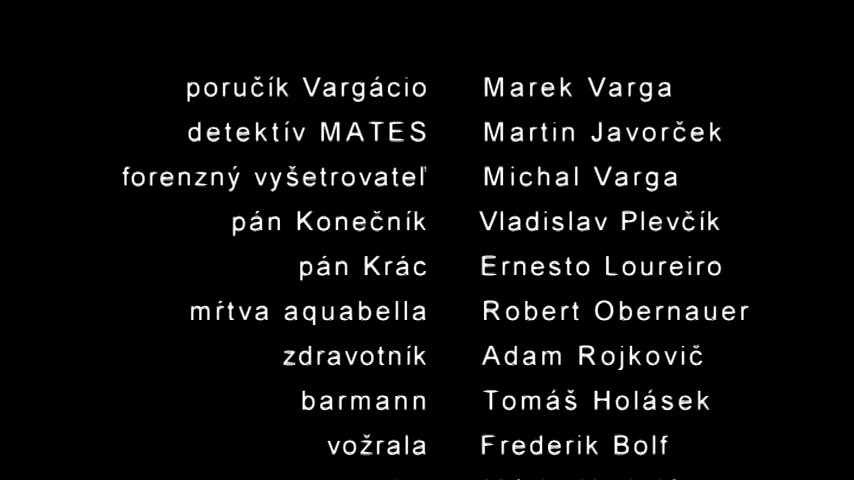 poručík Vargácio Marek Varga
detektív MATES Martin Javorček
forenzný vyšetrovateľ Michal Varga
pán Konečník Vladislav Plevčík
pán Krác Ernesto Loureiro
mŕtva aquabella Robert Obernauer
zdravotník Adam Rojkovič
barmann Tomáš Holásek
vožrala Frederik Bolf